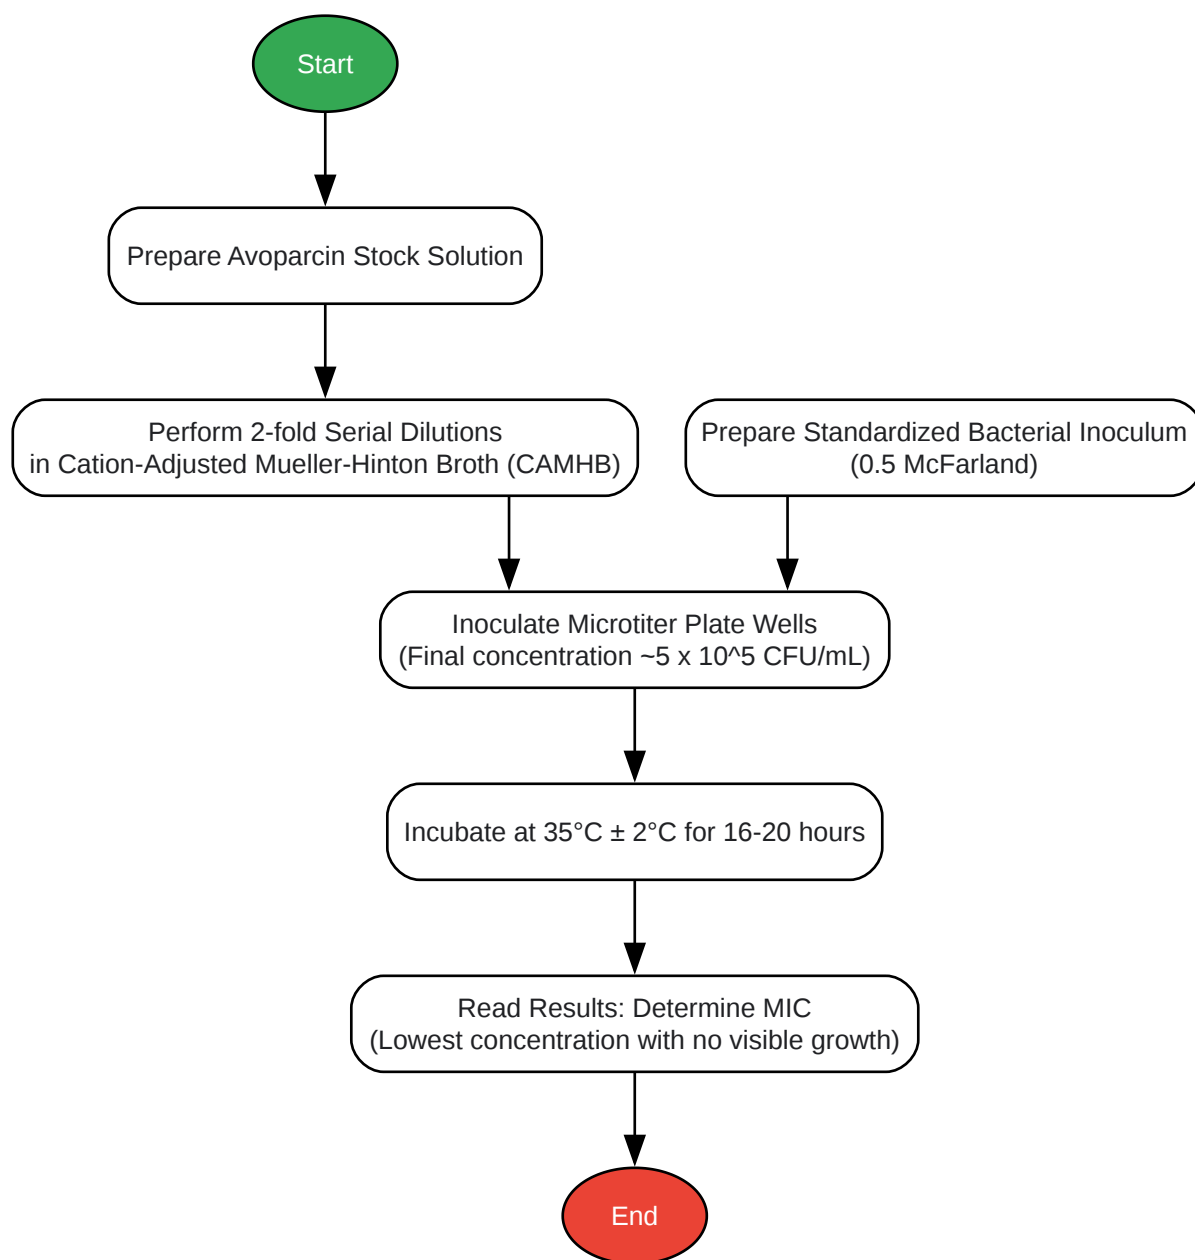 Start
Prepare Avoparcin Stock Solution
Perform 2-fold Serial Dilutions
in Cation-Adjusted Mueller-Hinton Broth (CAMHB)
Prepare Standardized Bacterial Inoculum
(0.5 McFarland)
Inoculate Microtiter Plate Wells
(Final concentration ~5 x 10^5 CFU/mL)
Incubate at 35°C ± 2°C for 16-20 hours
Read Results: Determine MIC
(Lowest concentration with no visible growth)
End